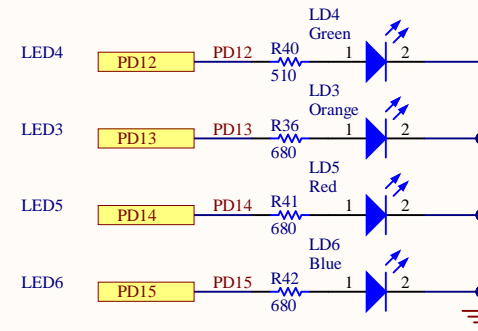 LD4
Green
LED4 PD12 PD12 R40 1 2
510
LD3
Orange
LED3 PD13 PD13 R36 1 2
680
LD5
Red
LED5 PD14 PD14 R41 1 2
680
LD6
Blue
LED6 PD15 PD15 R42 1 2
680